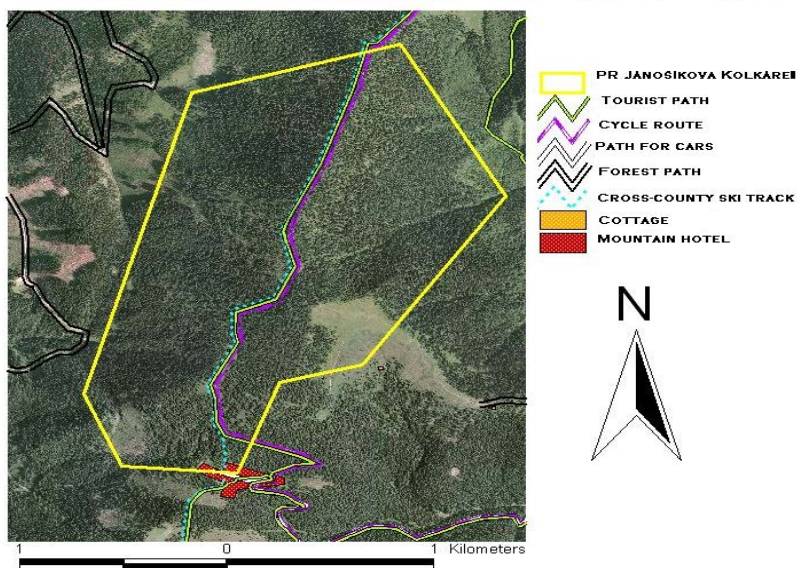 PR JÁNOŠÍKOVA KOLKÁREŇ
TOURIST PATH
CYCLE ROUTE
PATH FOR CARS
FOREST PATH
CROSS-COUNTY SKI TRACK
COTTAGE
MOUNTAIN HOTEL
N
1 0 1 Kilometers